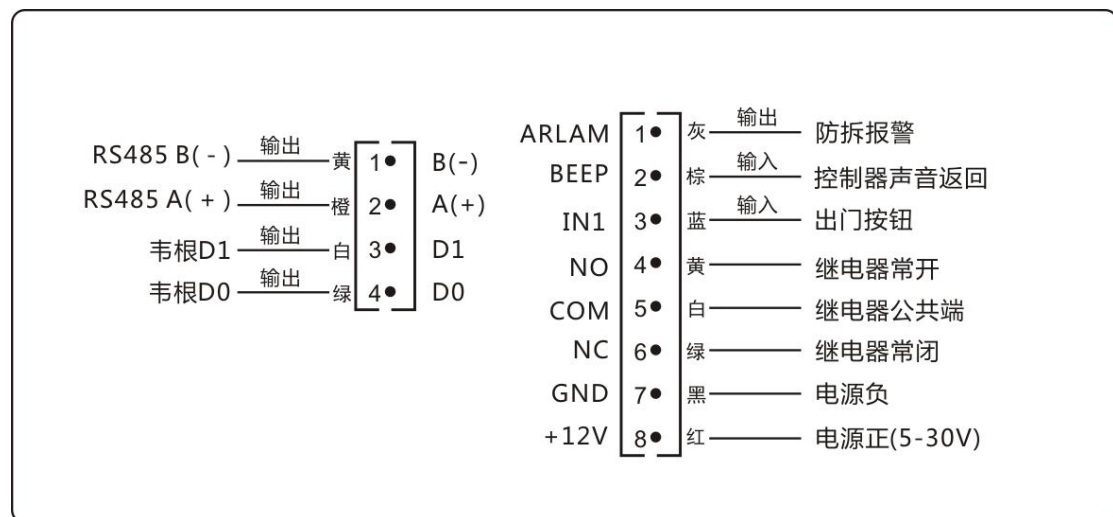 RS485 B( - ) 输出 黄 1 B(-)
RS485 A( + ) 输出 橙 2 A(+)
韦根D1 输出 白 3 D1
韦根D0 输出 绿 4 D0
ARLAM 1 灰 输出 防拆报警
BEEP 2 棕 输入 控制器声音返回
IN1 3 蓝 输入 出门按钮
NO 4 黄 继电器常开
COM 5 白 继电器公共端
NC 6 绿 继电器常闭
GND 7 黑 电源负
+12V 8 红 电源正(5-30V)